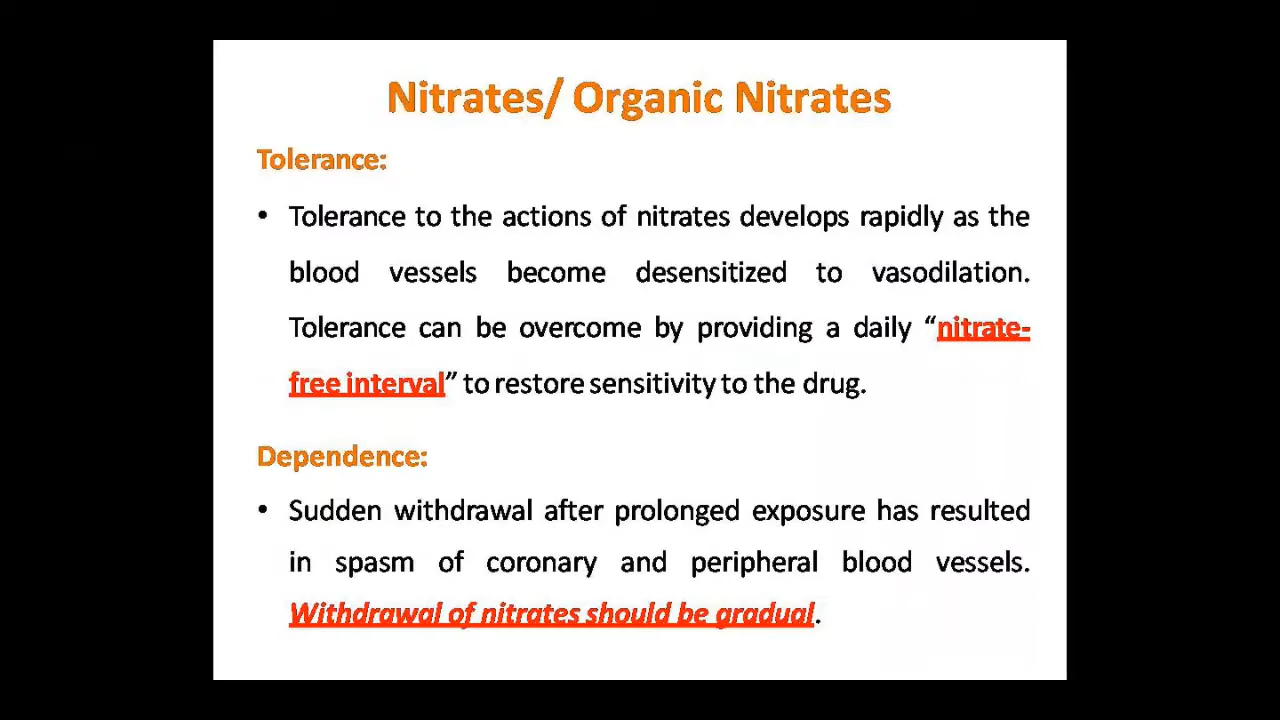 Nitrates/ Organic Nitrates
Tolerance:
• Tolerance to the actions of nitrates develops rapidly as the
blood vessels become desensitized to vasodilation.
Tolerance can be overcome by providing a daily “nitrate-
free interval” to restore sensitivity to the drug.
Dependence:
• Sudden withdrawal after prolonged exposure has resulted
in spasm of coronary and peripheral blood vessels.
Withdrawal of nitrates should be gradual.